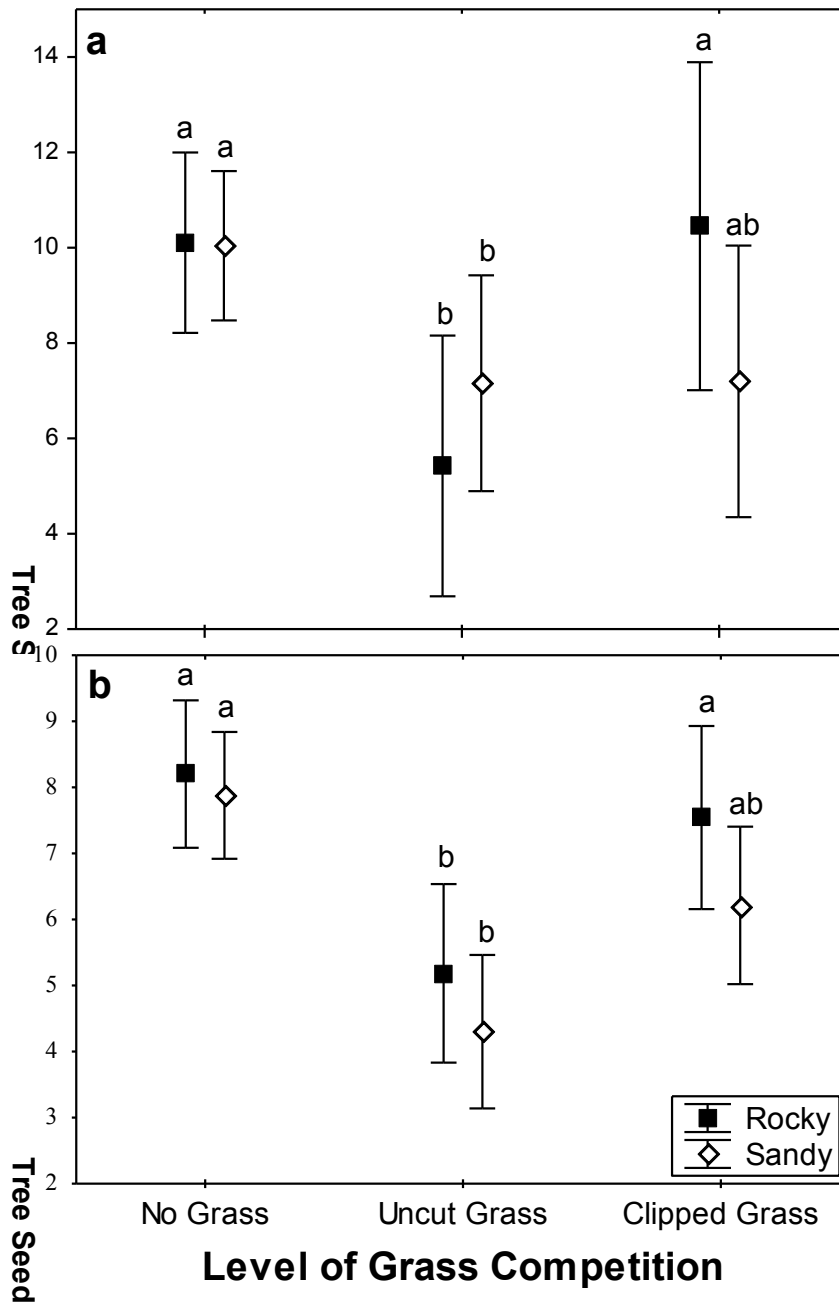 a
14
12
10
8
6
4
2
a
a
b
b
a
ab
Tree S
b
10
9
8
7
6
5
4
3
2
a
a
b
b
a
ab
Rocky
Sandy
Tree Seed
No Grass Uncut Grass Clipped Grass
Level of Grass Competition